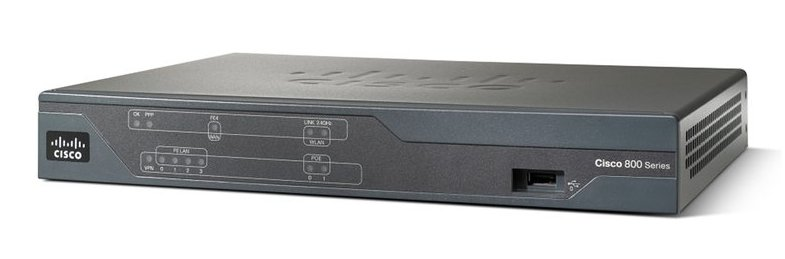 OK PPP
FE4
WAN
LINK 2.4GHz
WLAN
CISCO
FE LAN
VPN 0 1 2 3
POE
0 1
Cisco 800 Series
CISCO